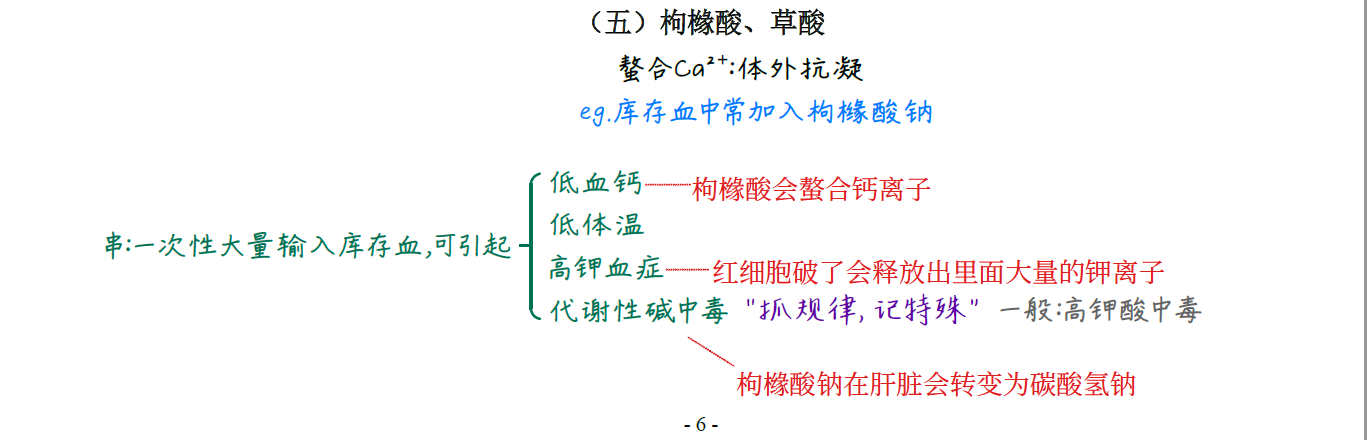 （五）枸橼酸、草酸
螯合Ca²⁺:体外抗凝
eg.库存血中常加入枸橼酸钠
低血钙 枸橼酸会螯合钙离子
低体温
串:一次性大量输入库存血,可引起
高钾血症 红细胞破了会释放出里面大量的钾离子
代谢性碱中毒 "抓规律,记特殊" 一般:高钾酸中毒
枸橼酸钠在肝脏会转变为碳酸氢钠
- 6 -